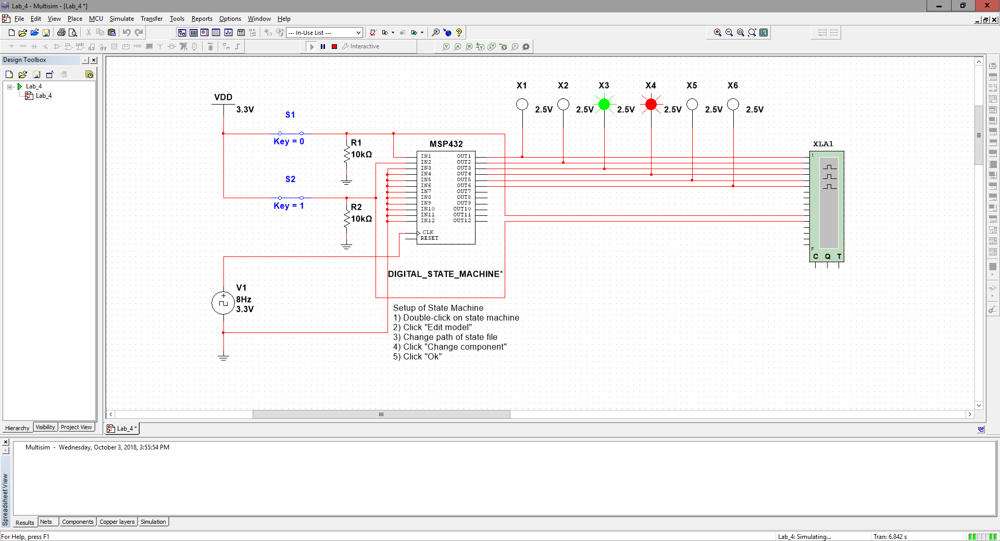 Lab_4 - Multisim - [Lab_4 *]
File Edit View Place MCU Simulate Transfer Tools Reports Options Window Help
--- In-Use List ---
Interactive
Design Toolbox
Lab_4
Lab_4
VDD
3.3V
S1
Key = 0
R1
10kΩ
S2
Key = 1
R2
10kΩ
X1 X2 X3 X4 X5 X6
2.5V 2.5V 2.5V 2.5V 2.5V 2.5V
MSP432
IN1 OUT1
IN2 OUT2
IN3 OUT3
IN4 OUT4
IN5 OUT5
IN6 OUT6
IN7 OUT7
IN8 OUT8
IN9 OUT9
IN10 OUT10
IN11 OUT11
IN12 OUT12
CLK
RESET
DIGITAL_STATE_MACHINE*
XLA1
1
F
C Q T
V1
8Hz
3.3V
Setup of State Machine
1) Double-click on state machine
2) Click "Edit model"
3) Change path of state file
4) Click "Change component"
5) Click "Ok"
Hierarchy Visibility Project View
Lab_4 *
Multisim - Wednesday, October 3, 2018, 3:55:54 PM
Spreadsheet View
Results Nets Components Copper layers Simulation
For Help, press F1
Lab_4: Simulating...
Tran: 6.842 s